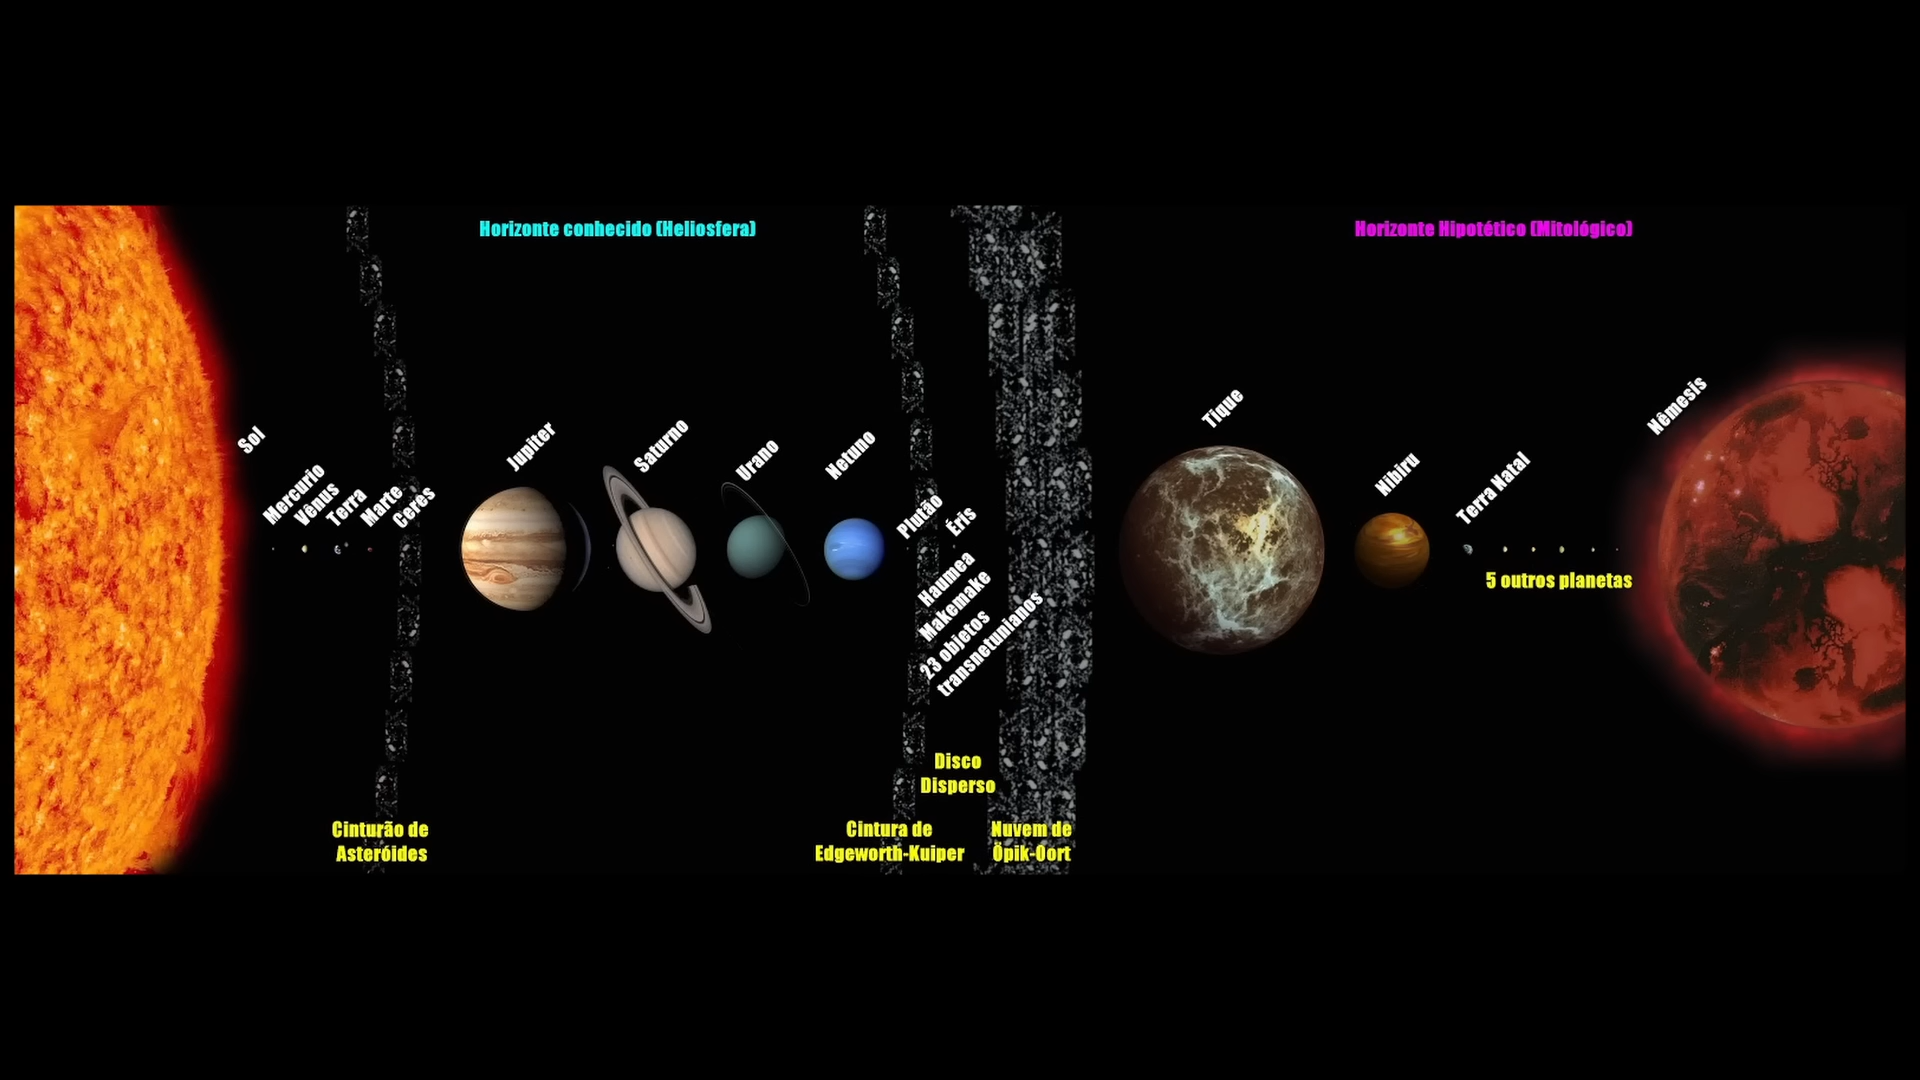 Horizonte conhecido (Heliosfera)
Horizonte Hipotético (Mitológico)
Sol
Mercurio
Vênus
Terra
Marte
Ceres
Jupiter
Saturno
Urano
Netuno
Plutão
Éris
Haumea
Makemake
23 objetos
transnetunianos
Tique
Nibiru
Terra Natal
5 outros planetas
Nêmesis
Disco
Disperso
Cinturão de
Asteróides
Cintura de
Edgeworth-Kuiper
Nuvem de
Öpik-Oort